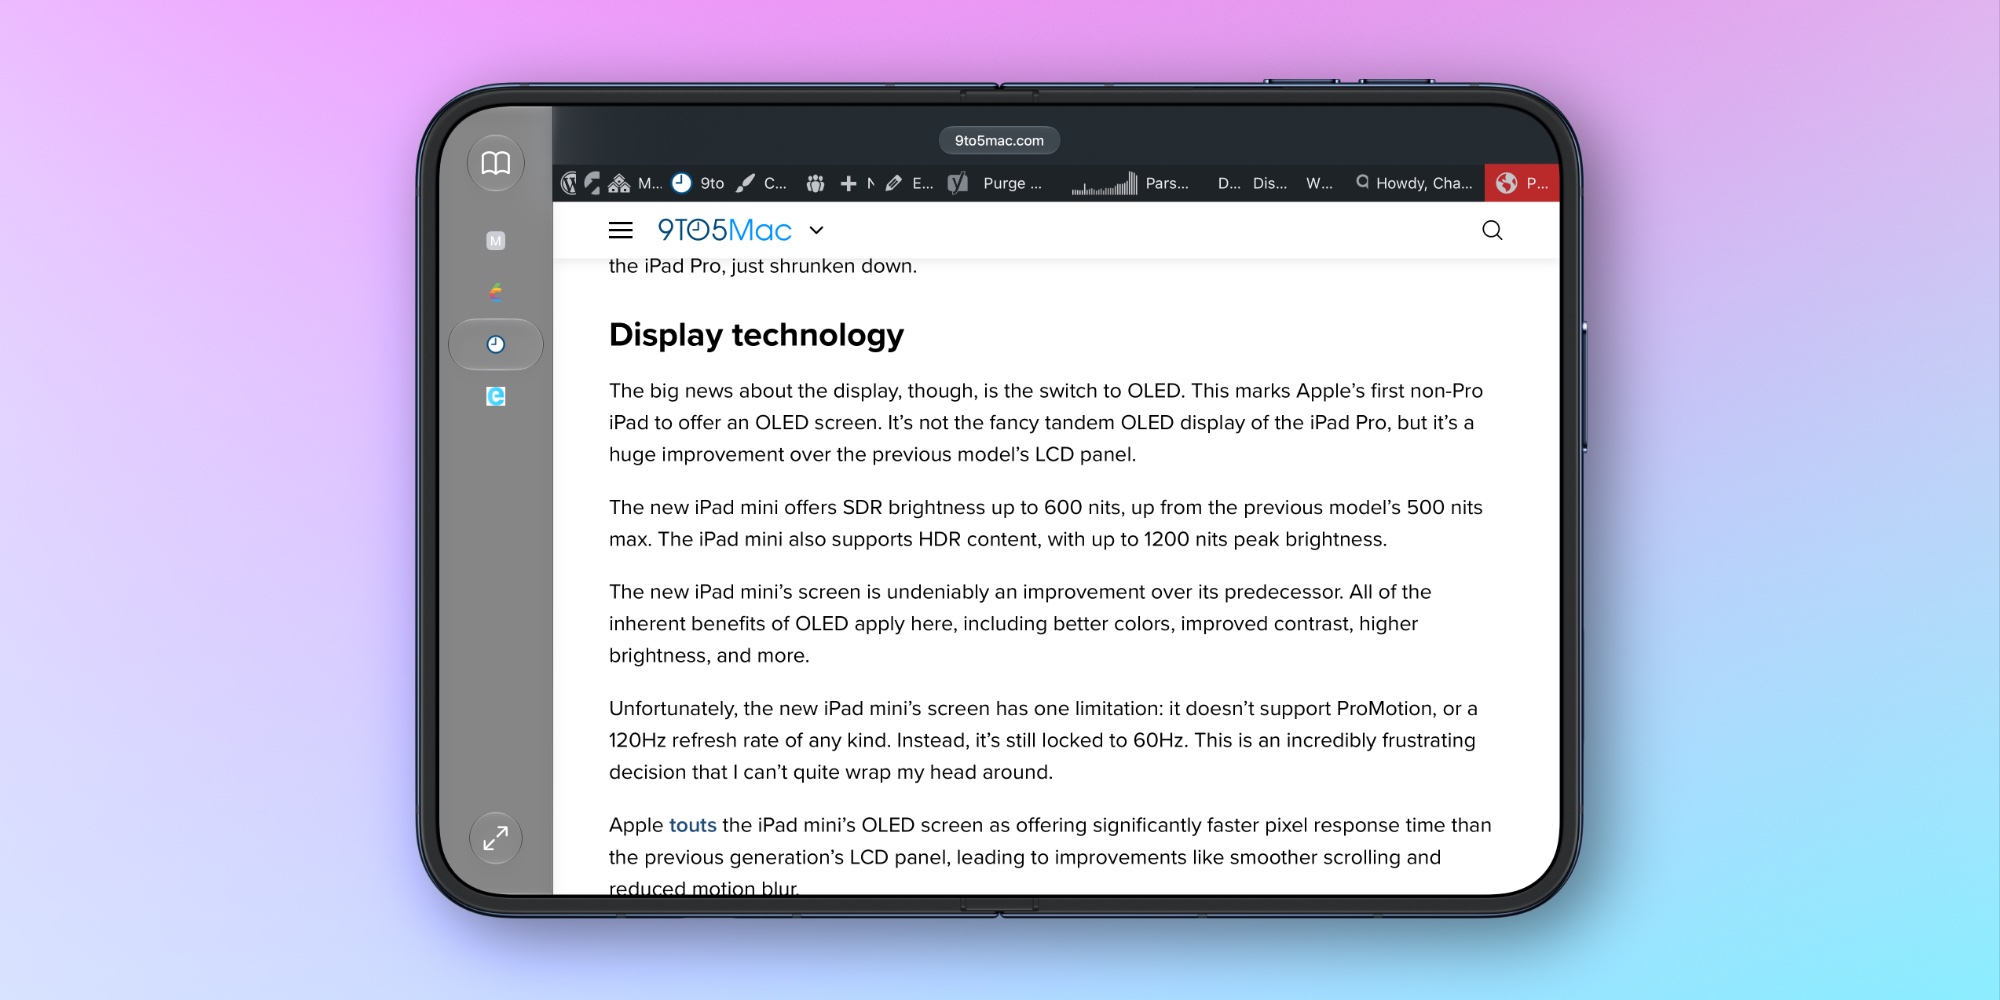 9to5mac.com
M... 9to C... E... Purge ... Pars... D... Dis... W... Howdy, Cha... P...
M
9TO5Mac
the iPad Pro, just shrunken down.
Display technology
The big news about the display, though, is the switch to OLED. This marks Apple’s first non-Pro
iPad to offer an OLED screen. It’s not the fancy tandem OLED display of the iPad Pro, but it’s a
huge improvement over the previous model’s LCD panel.
The new iPad mini offers SDR brightness up to 600 nits, up from the previous model’s 500 nits
max. The iPad mini also supports HDR content, with up to 1200 nits peak brightness.
The new iPad mini’s screen is undeniably an improvement over its predecessor. All of the
inherent benefits of OLED apply here, including better colors, improved contrast, higher
brightness, and more.
Unfortunately, the new iPad mini’s screen has one limitation: it doesn’t support ProMotion, or a
120Hz refresh rate of any kind. Instead, it’s still locked to 60Hz. This is an incredibly frustrating
decision that I can’t quite wrap my head around.
Apple touts the iPad mini’s OLED screen as offering significantly faster pixel response time than
the previous generation’s LCD panel, leading to improvements like smoother scrolling and
reduced motion blur.